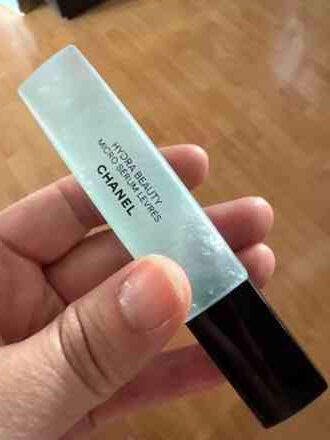 HYDRA BEAUTY
MICRO SÉRUM LÈVRES
CHANEL